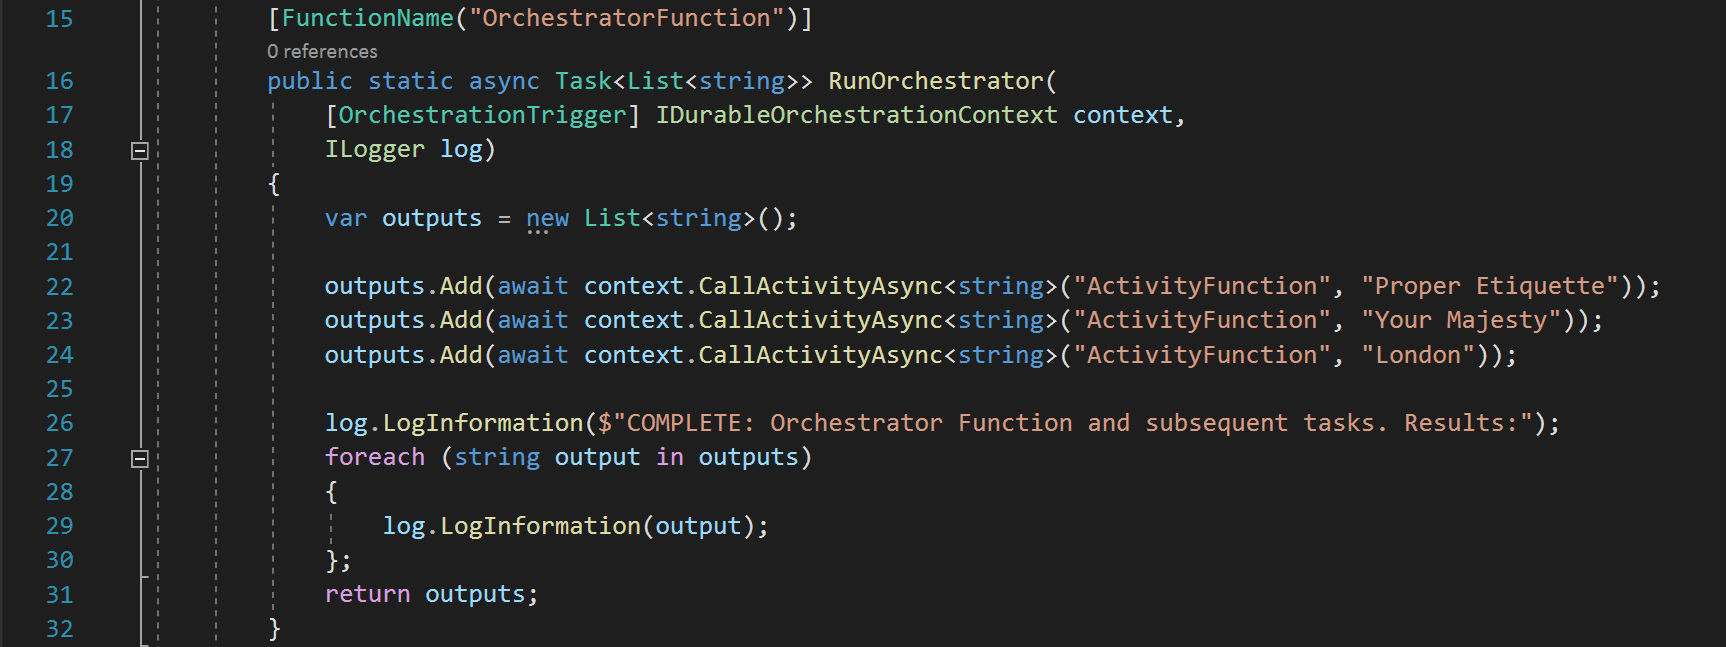 15 [FunctionName("OrchestratorFunction")]
0 references
16 public static async Task<List<string>> RunOrchestrator(
17 [OrchestrationTrigger] IDurableOrchestrationContext context,
18 ILogger log)
19 {
20 var outputs = new List<string>();
21
22 outputs.Add(await context.CallActivityAsync<string>("ActivityFunction", "Proper Etiquette"));
23 outputs.Add(await context.CallActivityAsync<string>("ActivityFunction", "Your Majesty"));
24 outputs.Add(await context.CallActivityAsync<string>("ActivityFunction", "London"));
25
26 log.LogInformation($"COMPLETE: Orchestrator Function and subsequent tasks. Results:");
27 foreach (string output in outputs)
28 {
29 log.LogInformation(output);
30 };
31 return outputs;
32 }